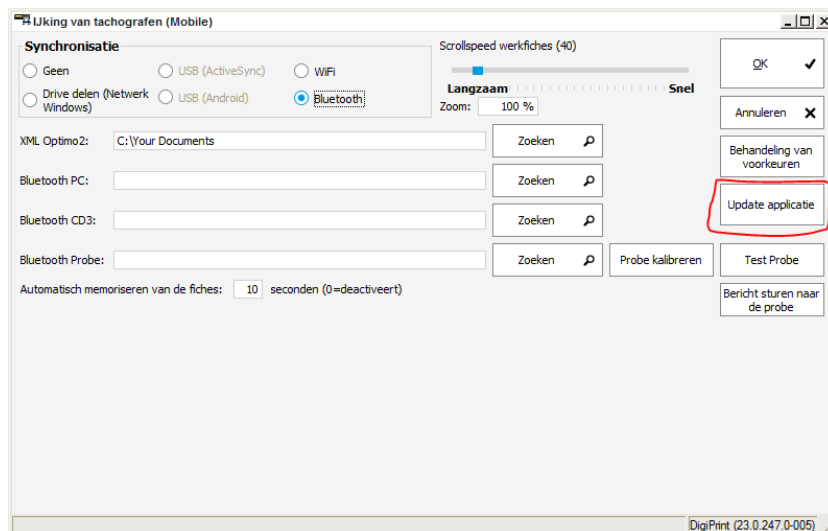 IJking van tachografen (Mobile)
Synchronisatie
Geen
USB (ActiveSync)
WiFi
Drive delen (Netwerk
Windows)
USB (Android)
Bluetooth
Scrollspeed werkfiches (40)
Langzaam
Snel
Zoom:
100 %
OK
Annuleren
Behandeling van
voorkeuren
Update applicatie
XML Optimo2:
C:\Your Documents
Zoeken
Bluetooth PC:
Zoeken
Bluetooth CD3:
Zoeken
Bluetooth Probe:
Zoeken
Probe kalibreren
Test Probe
Automatisch memoriseren van de fiches:
10
seconden (0=deactiveert)
Bericht sturen naar
de probe
DigiPrint (23.0.247.0-005)